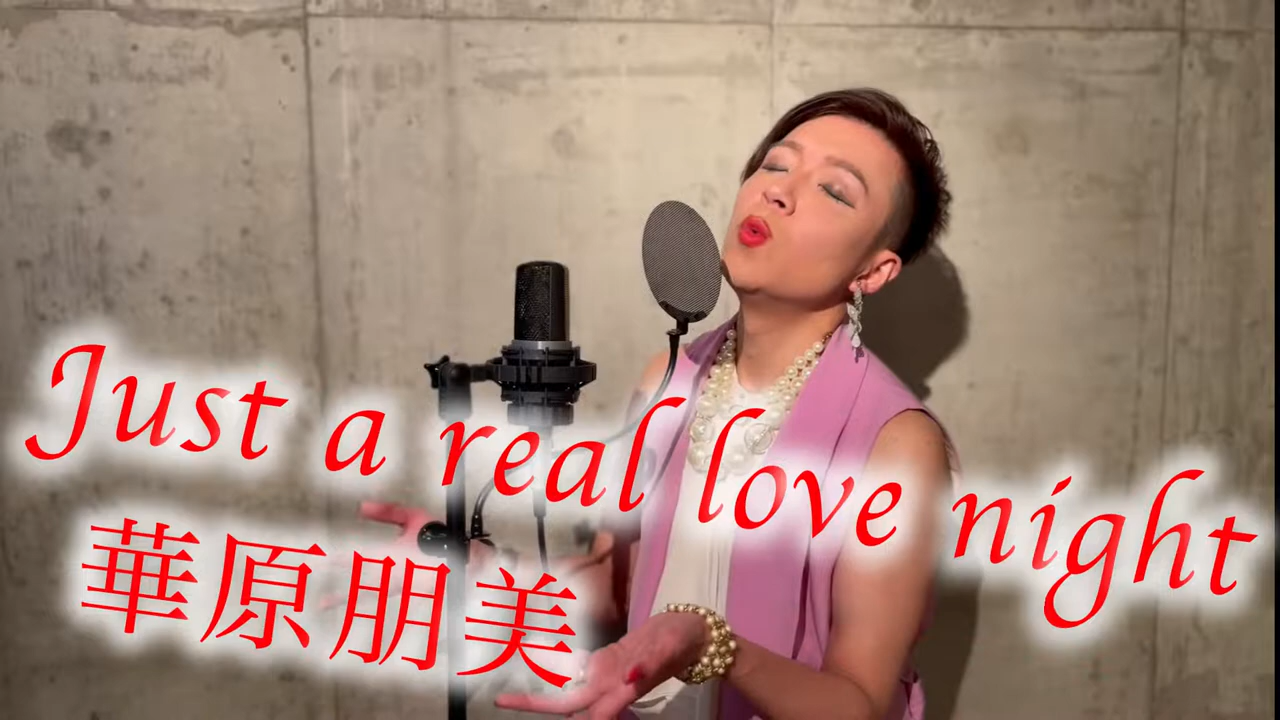 Just a real love night
華原朋美